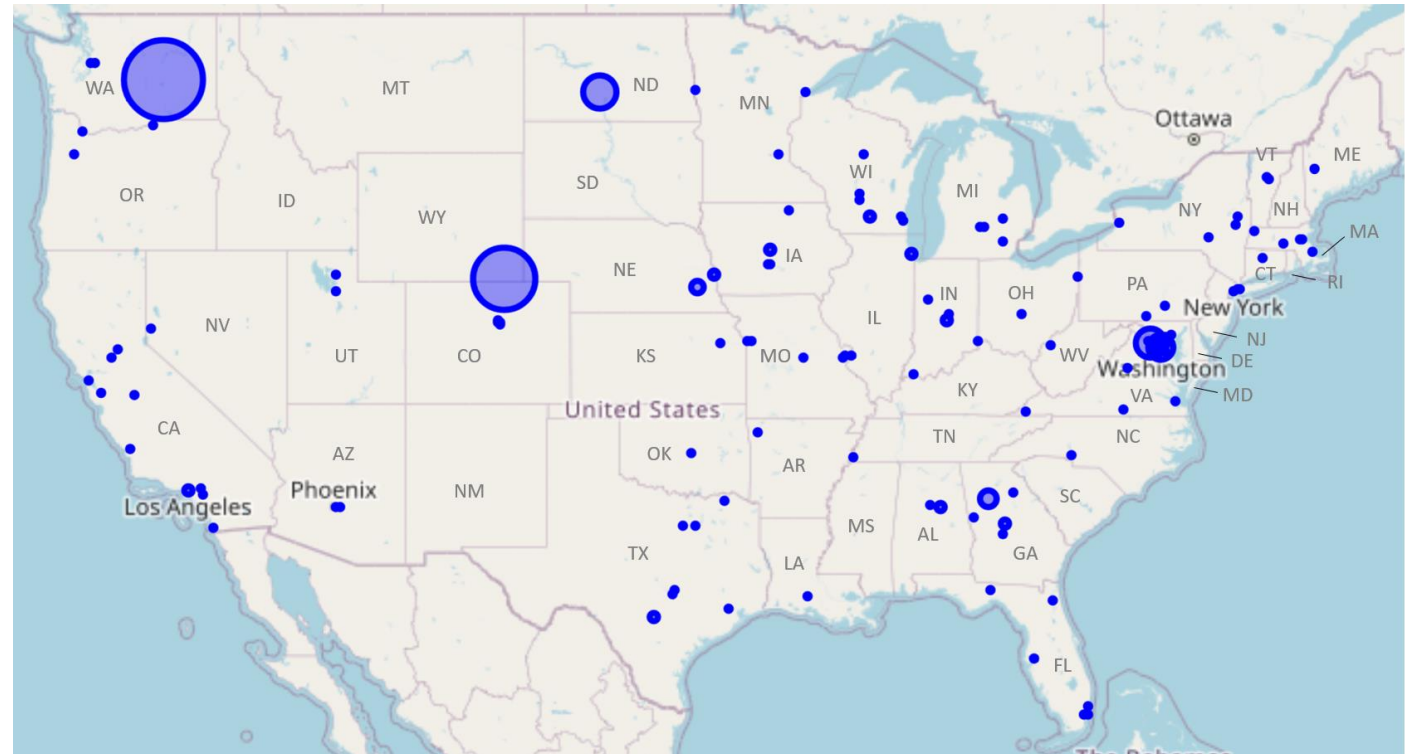 Ottawa
WA
MT
ND
MN
VT
ME
OR
ID
SD
WI
MI
NY
NH
WY
MA
NE
IA
CT
RI
PA
IN
OH
New York
NV
IL
UT
CO
KS
MO
WV
NJ
DE
Washington
KY
VA
MD
United States
CA
TN
NC
AZ
OK
AR
NM
Phoenix
SC
Los Angeles
MS
AL
GA
TX
LA
FL
The Bahamas